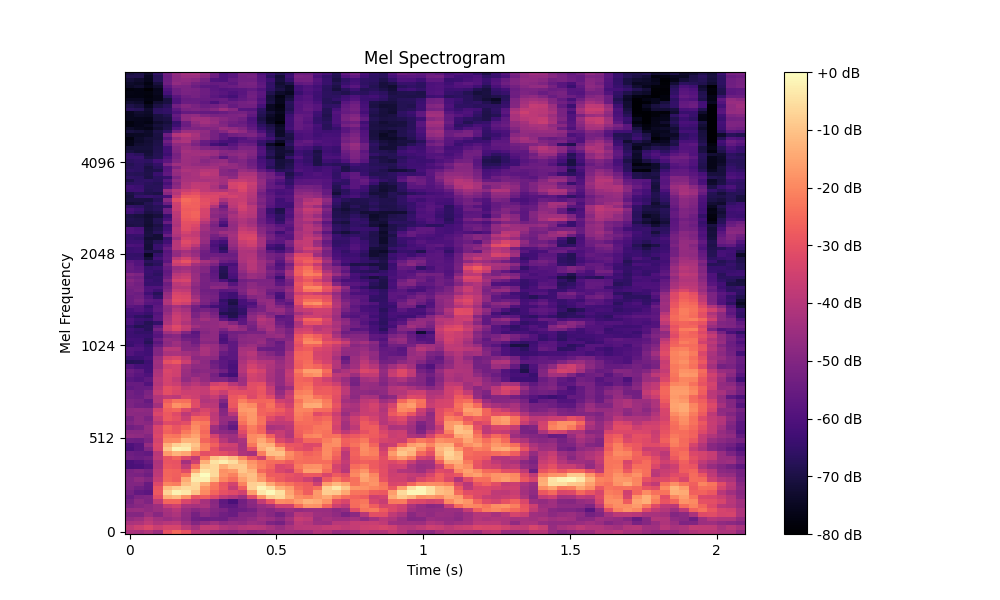 Mel Spectrogram
Mel Frequency
4096
2048
1024
512
0
0
0.5
1
1.5
2
Time (s)
+0 dB
-10 dB
-20 dB
-30 dB
-40 dB
-50 dB
-60 dB
-70 dB
-80 dB